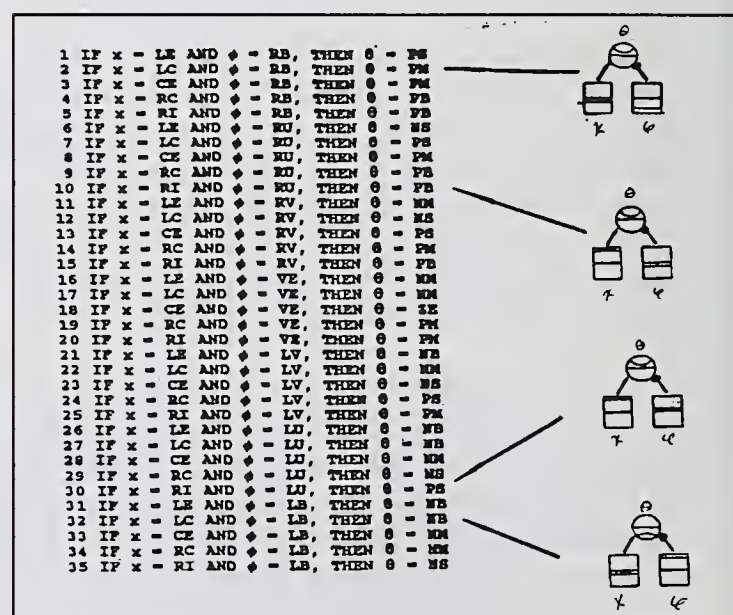 1 IF x = LE AND ϕ = RB, THEN θ = PS
2 IF x = LC AND ϕ = RB, THEN θ = PM
3 IF x = CE AND ϕ = RB, THEN θ = PM
4 IF x = RC AND ϕ = RB, THEN θ = PB
5 IF x = RI AND ϕ = RB, THEN θ = PB
6 IF x = LE AND ϕ = RU, THEN θ = NS
7 IF x = LC AND ϕ = RU, THEN θ = PS
8 IF x = CE AND ϕ = RU, THEN θ = PM
9 IF x = RC AND ϕ = RU, THEN θ = PB
10 IF x = RI AND ϕ = RU, THEN θ = PB
11 IF x = LE AND ϕ = RV, THEN θ = NM
12 IF x = LC AND ϕ = RV, THEN θ = NS
13 IF x = CE AND ϕ = RV, THEN θ = PS
14 IF x = RC AND ϕ = RV, THEN θ = PM
15 IF x = RI AND ϕ = RV, THEN θ = PB
16 IF x = LE AND ϕ = VE, THEN θ = NM
17 IF x = LC AND ϕ = VE, THEN θ = NM
18 IF x = CE AND ϕ = VE, THEN θ = ZE
19 IF x = RC AND ϕ = VE, THEN θ = PM
20 IF x = RI AND ϕ = VE, THEN θ = PM
21 IF x = LE AND ϕ = LV, THEN θ = NB
22 IF x = LC AND ϕ = LV, THEN θ = NM
23 IF x = CE AND ϕ = LV, THEN θ = NS
24 IF x = RC AND ϕ = LV, THEN θ = PS
25 IF x = RI AND ϕ = LV, THEN θ = PM
26 IF x = LE AND ϕ = LU, THEN θ = NB
27 IF x = LC AND ϕ = LU, THEN θ = NB
28 IF x = CE AND ϕ = LU, THEN θ = NM
29 IF x = RC AND ϕ = LU, THEN θ = NS
30 IF x = RI AND ϕ = LU, THEN θ = PS
31 IF x = LE AND ϕ = LB, THEN θ = NB
32 IF x = LC AND ϕ = LB, THEN θ = NB
33 IF x = CE AND ϕ = LB, THEN θ = NM
34 IF x = RC AND ϕ = LB, THEN θ = NM
35 IF x = RI AND ϕ = LB, THEN θ = NS
θ
x φ
θ
x φ
θ
x φ
θ
x φ